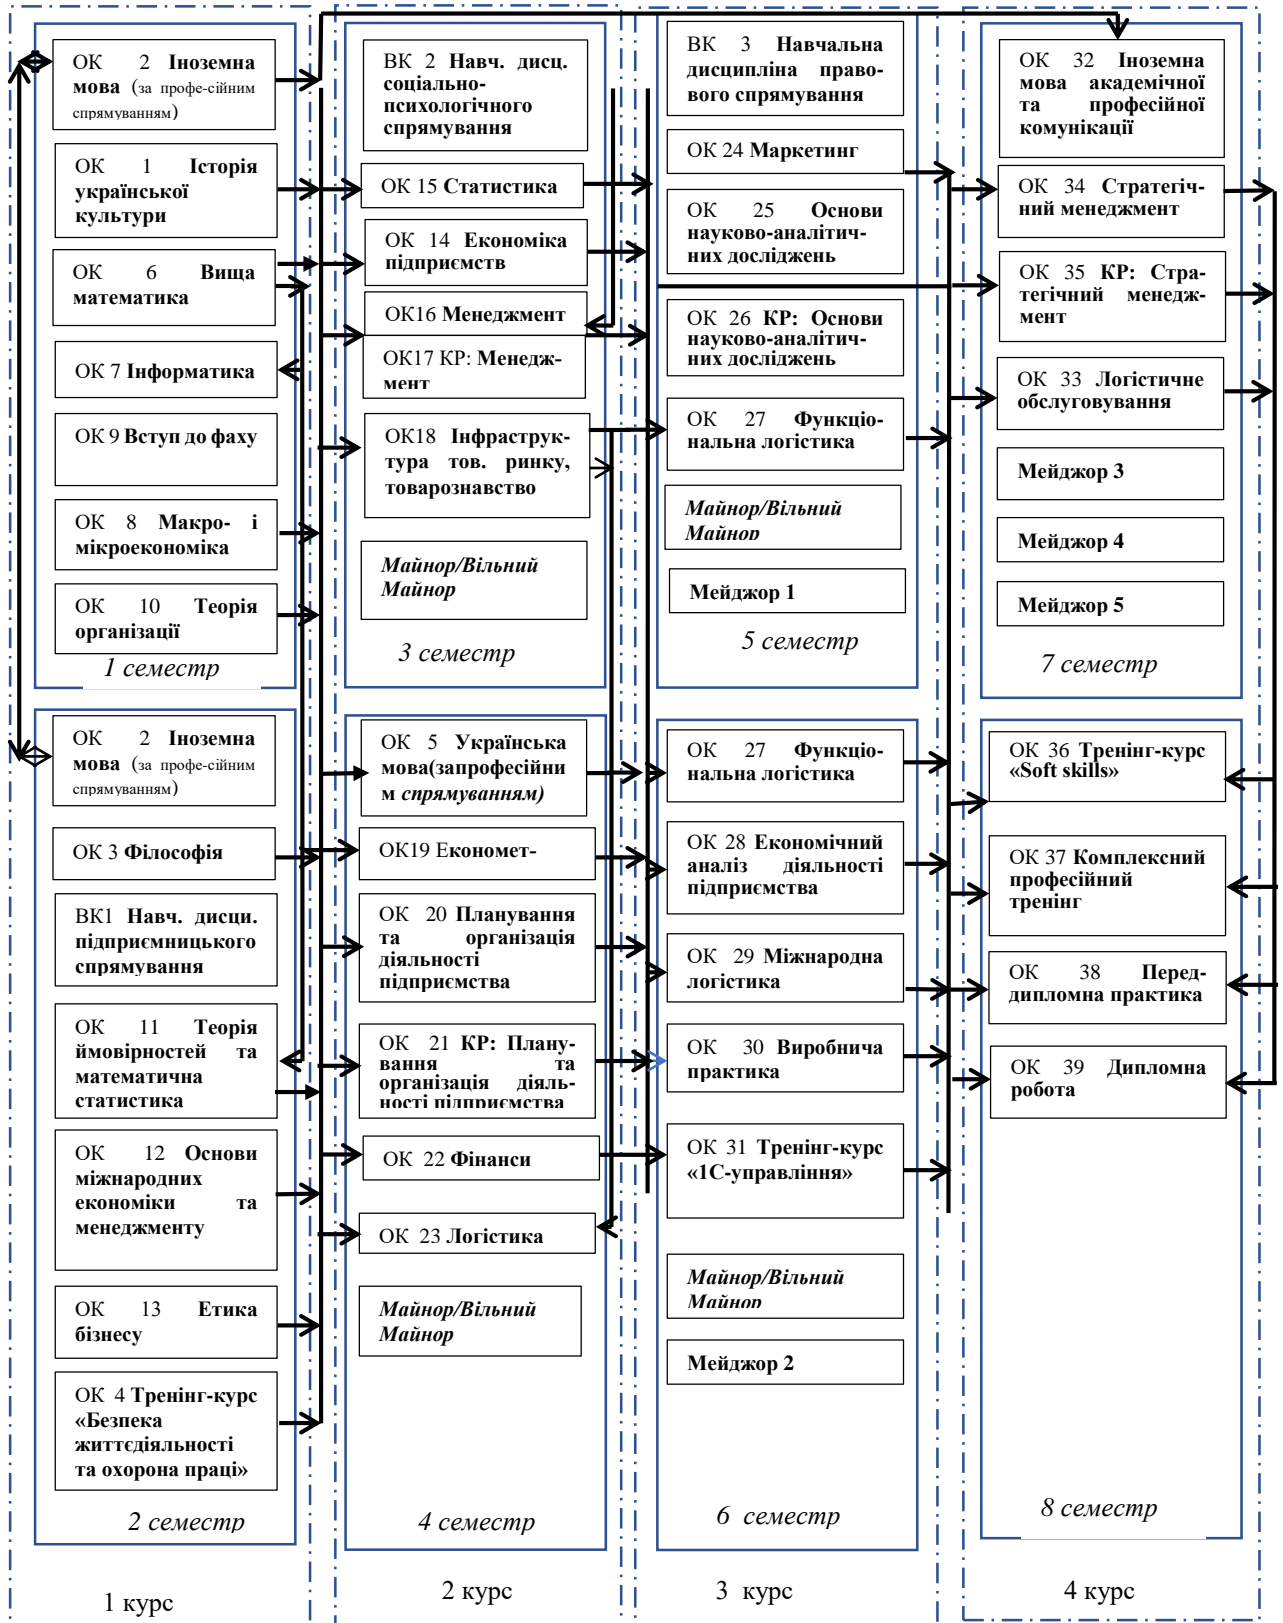 ОК 2 Іноземна
мова (за профе-сійним
спрямуванням)
ОК 1 Історія
української
культури
ОК 6 Вища
математика
ОК 7 Інформатика
ОК 9 Вступ до фаху
ОК 8 Макро- і
мікроекономіка
ОК 10 Теорія
організації
1 семестр
ОК 2 Іноземна
мова (за профе-сійним
спрямуванням)
ОК 3 Філософія
ВК1 Навч. дисци.
підприємницького
спрямування
ОК 11 Теорія
ймовірностей та
математична
статистика
ОК 12 Основи
міжнародних
економіки та
менеджменту
ОК 13 Етика
бізнесу
ОК 4 Тренінг-курс
«Безпека
життєдіяльності
та охорона праці»
2 семестр
1 курс
ВК 2 Навч. дисц.
соціально-
психологічного
спрямування
ОК 15 Статистика
ОК 14 Економіка
підприємств
ОК16 Менеджмент
ОК17 КР: Менедж-
мент
ОК18 Інфраструк-
тура тов. ринку,
товарознавство
Майнор/Вільний
Майнор
3 семестр
ОК 5 Українська
мова(запрофесійни
м спрямуванням)
ОК19 Економет-
ОК 20 Планування
та організація
діяльності
підприємства
ОК 21 КР: Плану-
вання та
організація діяль-
ності підприємства
ОК 22 Фінанси
ОК 23 Логістика
Майнор/Вільний
Майнор
4 семестр
2 курс
ВК 3 Навчальна
дисципліна право-
вого спрямування
ОК 24 Маркетинг
ОК 25 Основи
науково-аналітич-
них досліджень
ОК 26 КР: Основи
науково-аналітич-
них досліджень
ОК 27 Функціо-
нальна логістика
Майнор/Вільний
Майнор
Мейджор 1
5 семестр
ОК 27 Функціо-
нальна логістика
ОК 28 Економічний
аналіз діяльності
підприємства
ОК 29 Міжнародна
логістика
ОК 30 Виробнича
практика
ОК 31 Тренінг-курс
«1С-управління»
Майнор/Вільний
Майнор
Мейджор 2
6 семестр
3 курс
ОК 32 Іноземна
мова академічної
та професійної
комунікації
ОК 34 Стратегіч-
ний менеджмент
ОК 35 КР: Стра-
тегічний менедж-
мент
ОК 33 Логістичне
обслуговування
Мейджор 3
Мейджор 4
Мейджор 5
7 семестр
ОК 36 Тренінг-курс
«Soft skills»
ОК 37 Комплексний
професійний
тренінг
ОК 38 Перед-
дипломна практика
ОК 39 Дипломна
робота
8 семестр
4 курс